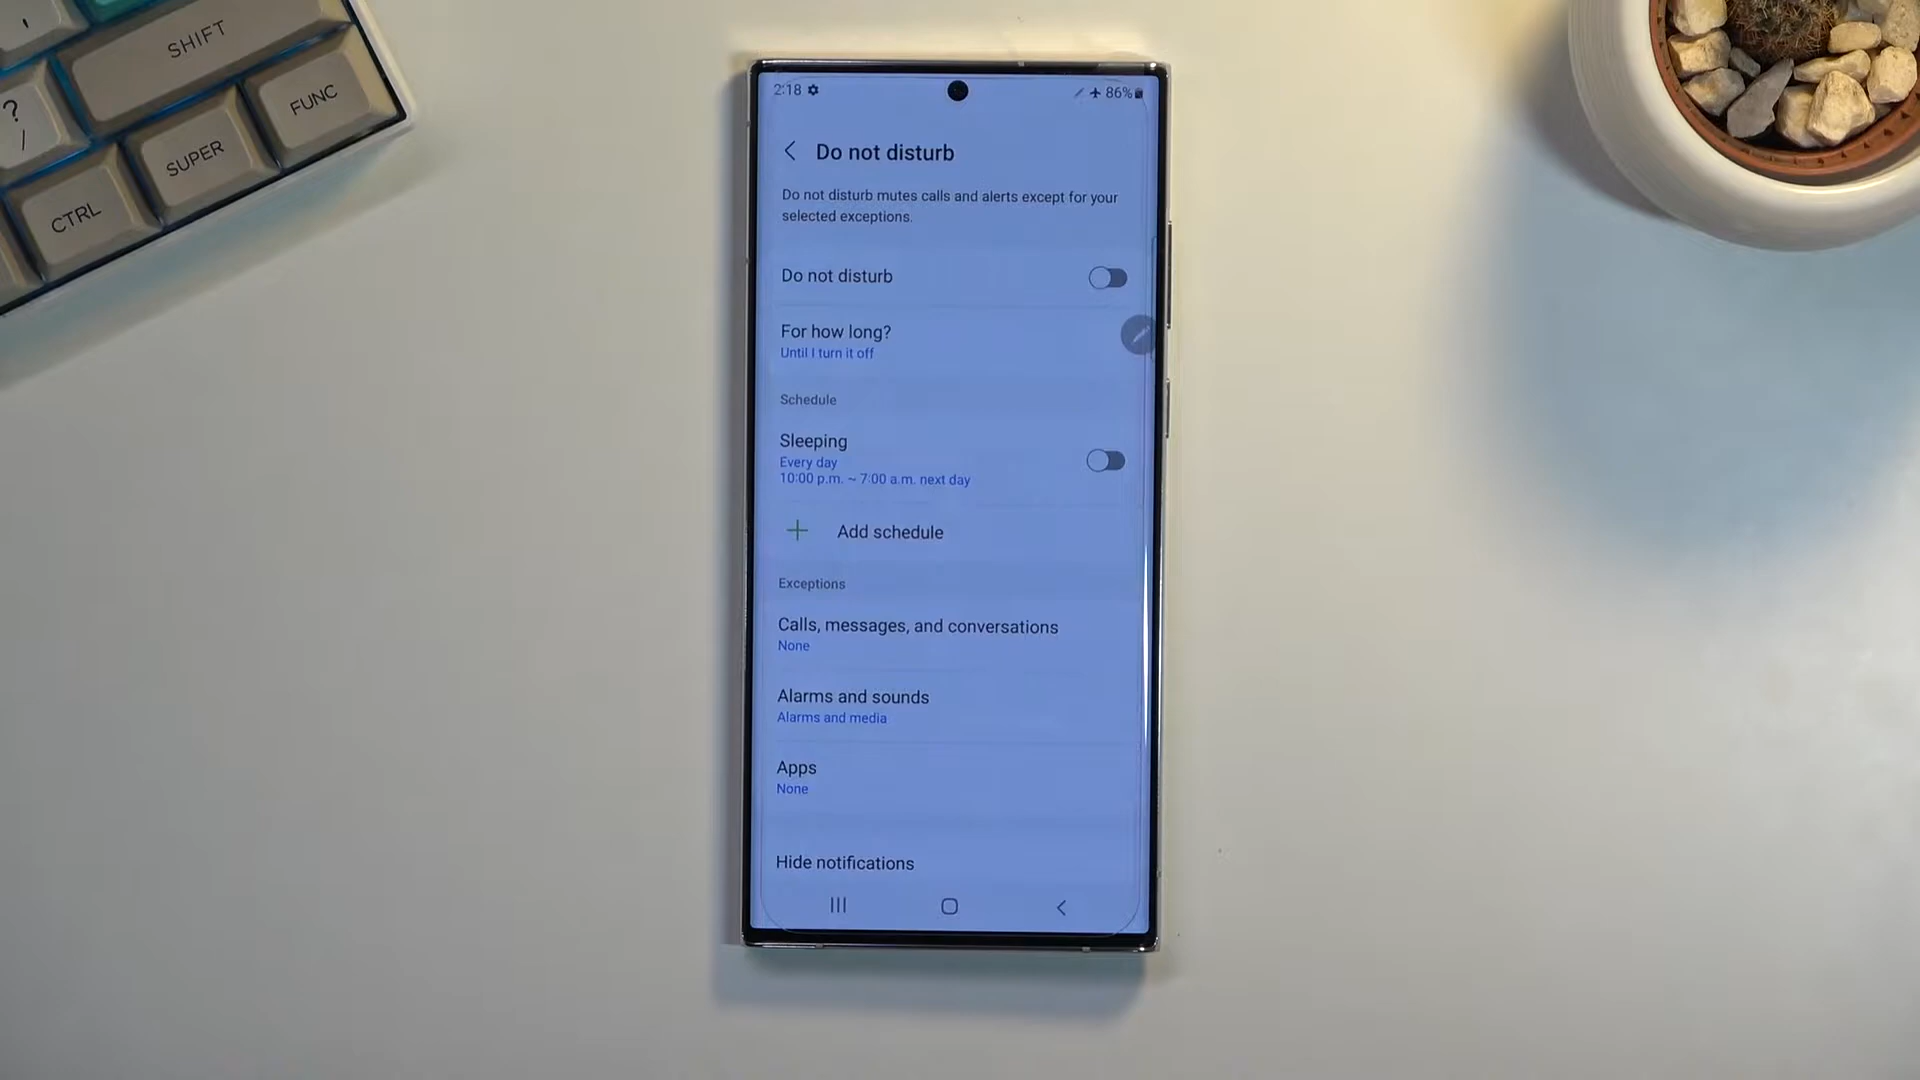 SHIFT
?
/
SUPER
FUNC
CTRL
2:18
86%
Do not disturb
Do not disturb mutes calls and alerts except for your
selected exceptions.
Do not disturb
For how long?
Until I turn it off
Schedule
Sleeping
Every day
10:00 p.m. ~ 7:00 a.m. next day
Add schedule
Exceptions
Calls, messages, and conversations
None
Alarms and sounds
Alarms and media
Apps
None
Hide notifications